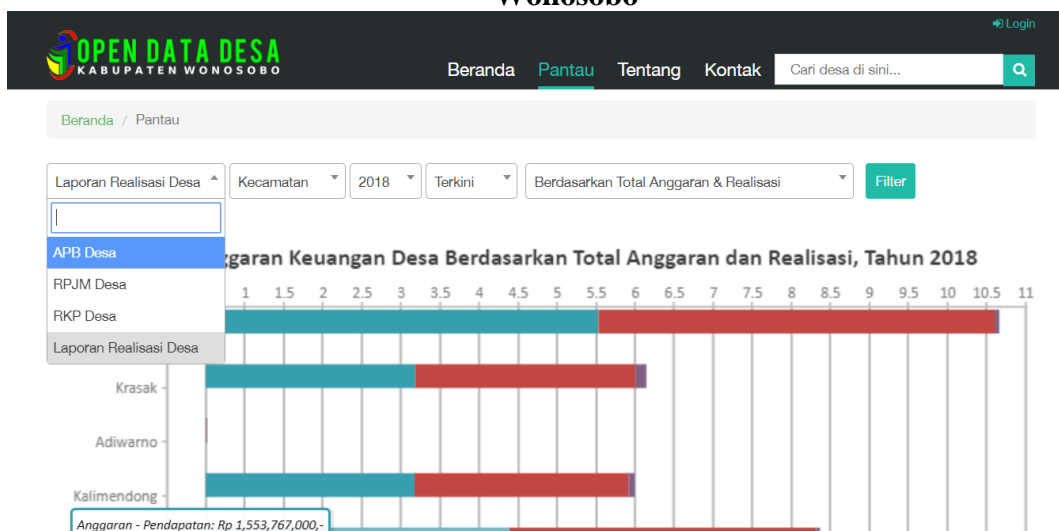 Wonosobo
Login
OPEN DATA DESA
KABUPATEN WONOSOBO
Beranda Pantau Tentang Kontak Cari desa di sini...
Beranda / Pantau
Laporan Realisasi Desa Kecamatan 2018 Terkini Berdasarkan Total Anggaran & Realisasi Filter
APB Desa
RPJM Desa
RKP Desa
Laporan Realisasi Desa
ggaran Keuangan Desa Berdasarkan Total Anggaran dan Realisasi, Tahun 2018
1 1.5 2 2.5 3 3.5 4 4.5 5 5.5 6 6.5 7 7.5 8 8.5 9 9.5 10 10.5 11
Krasak
Adiwarno
Kalimendong
Anggaran - Pendapatan: Rp 1,553,767,000,-